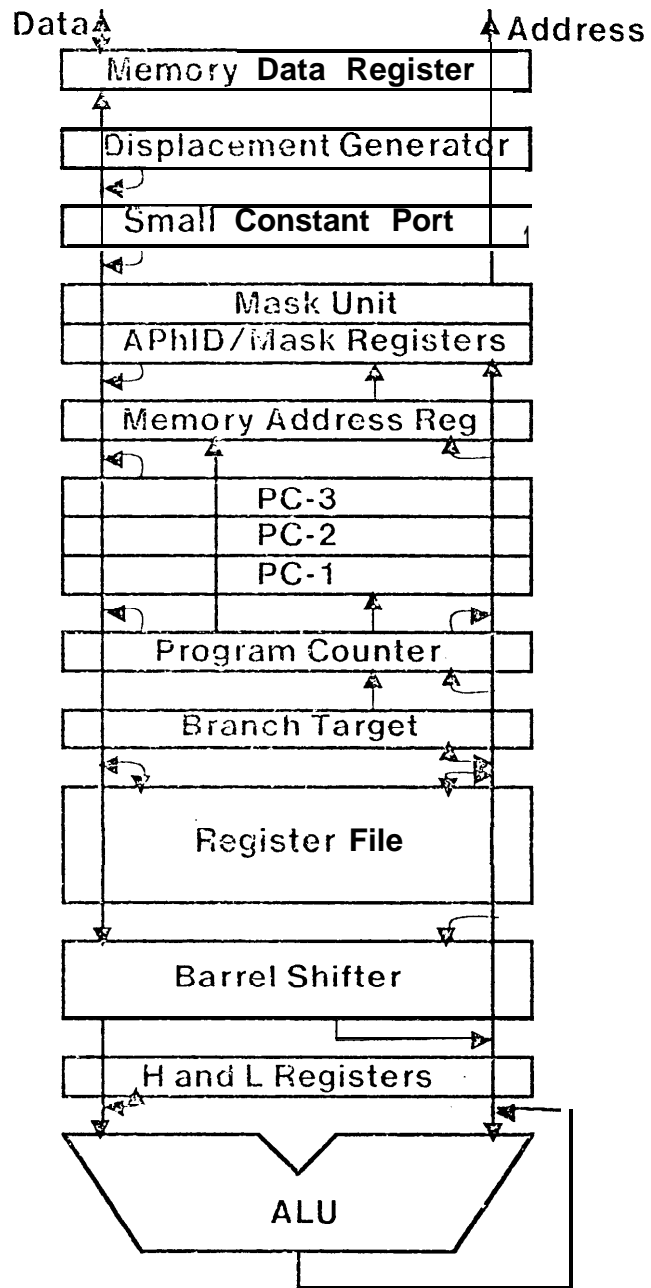 Data
Address
Memory Data Register
Displacement Generator
Small Constant Port
Mask Unit
APhID/Mask Registers
Memory Address Reg
PC-3
PC-2
PC-1
Program Counter
Branch Target
Register File
Barrel Shifter
H and L Registers
ALU